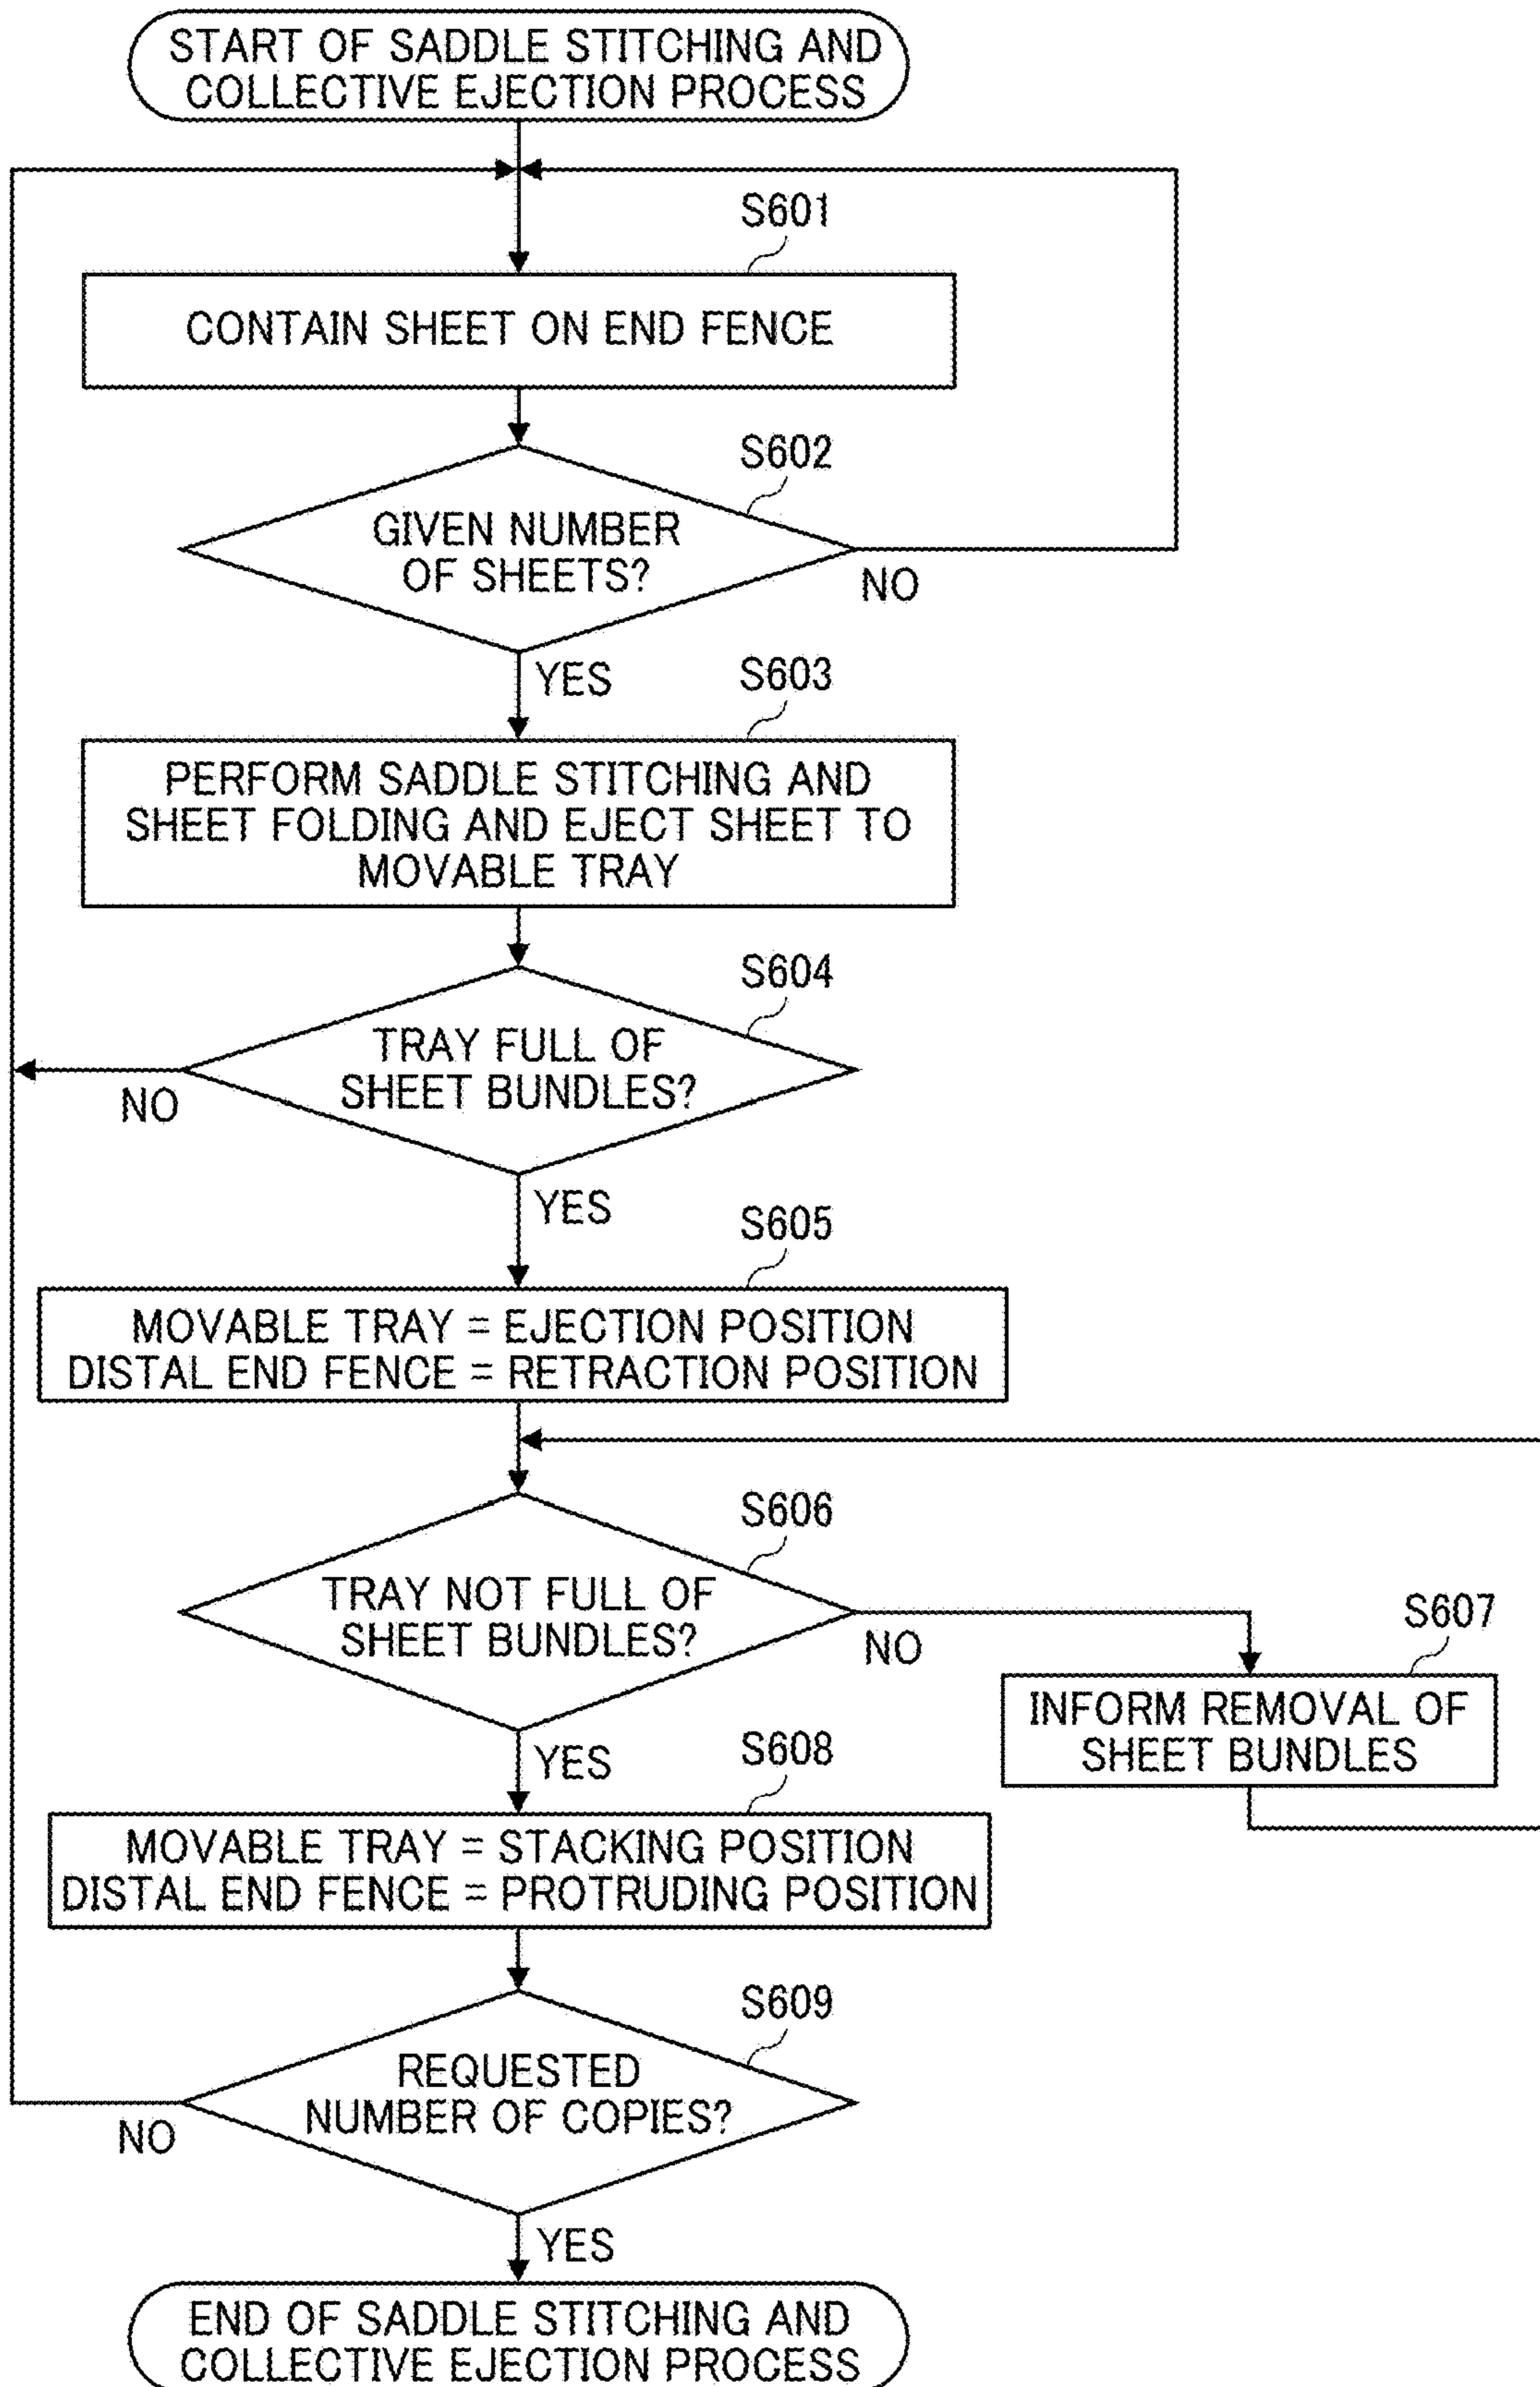 START OF SADDLE STITCHING AND
COLLECTIVE EJECTION PROCESS
S601
CONTAIN SHEET ON END FENCE
S602
GIVEN NUMBER
OF SHEETS?
NO
YES
S603
PERFORM SADDLE STITCHING AND
SHEET FOLDING AND EJECT SHEET TO
MOVABLE TRAY
S604
TRAY FULL OF
SHEET BUNDLES?
NO
YES
S605
MOVABLE TRAY = EJECTION POSITION
DISTAL END FENCE = RETRACTION POSITION
S606
TRAY NOT FULL OF
SHEET BUNDLES?
NO
S607
INFORM REMOVAL OF
SHEET BUNDLES
YES
S608
MOVABLE TRAY = STACKING POSITION
DISTAL END FENCE = PROTRUDING POSITION
S609
REQUESTED
NUMBER OF COPIES?
NO
YES
END OF SADDLE STITCHING AND
COLLECTIVE EJECTION PROCESS